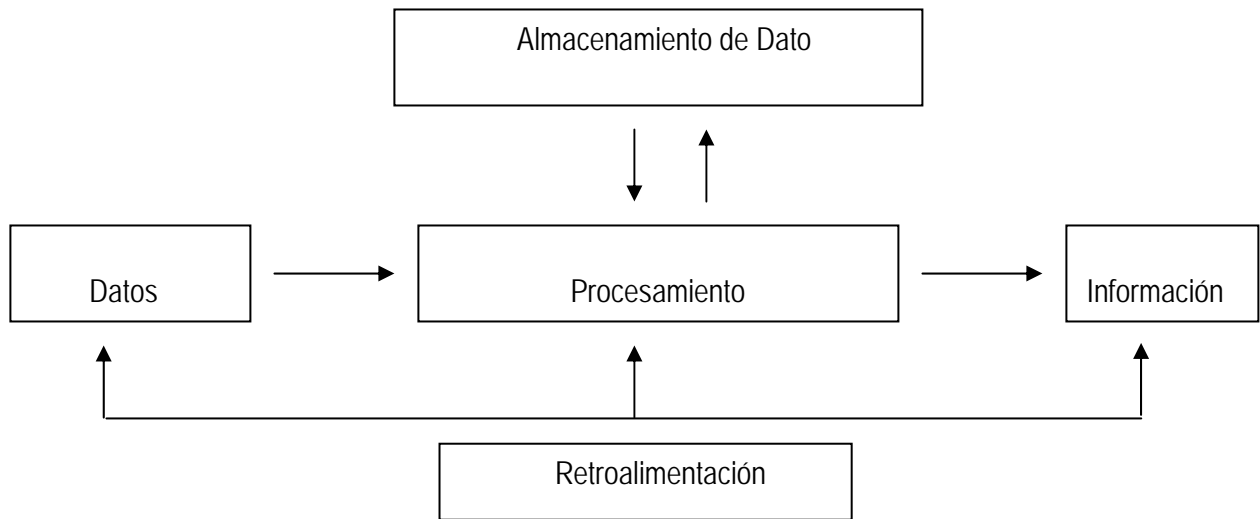 Almacenamiento de Dato
Datos
Procesamiento
Información
Retroalimentación